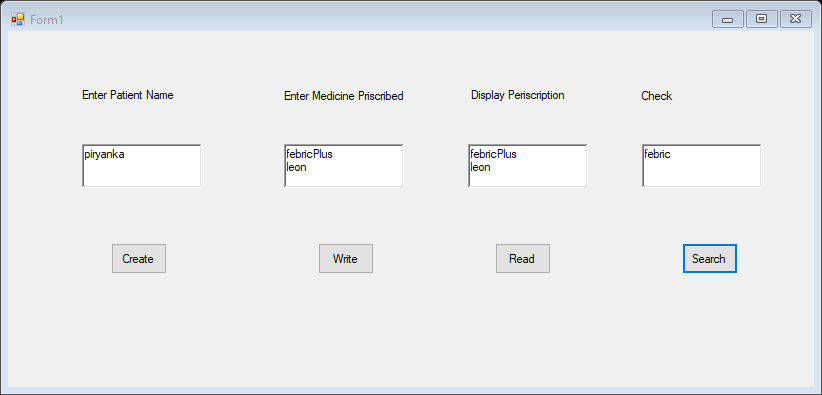 Form1
Enter Patient Name
Enter Medicine Priscribed
Display Periscription
Check
piryanka
febricPlus
leon
febricPlus
leon
febric
Create
Write
Read
Search